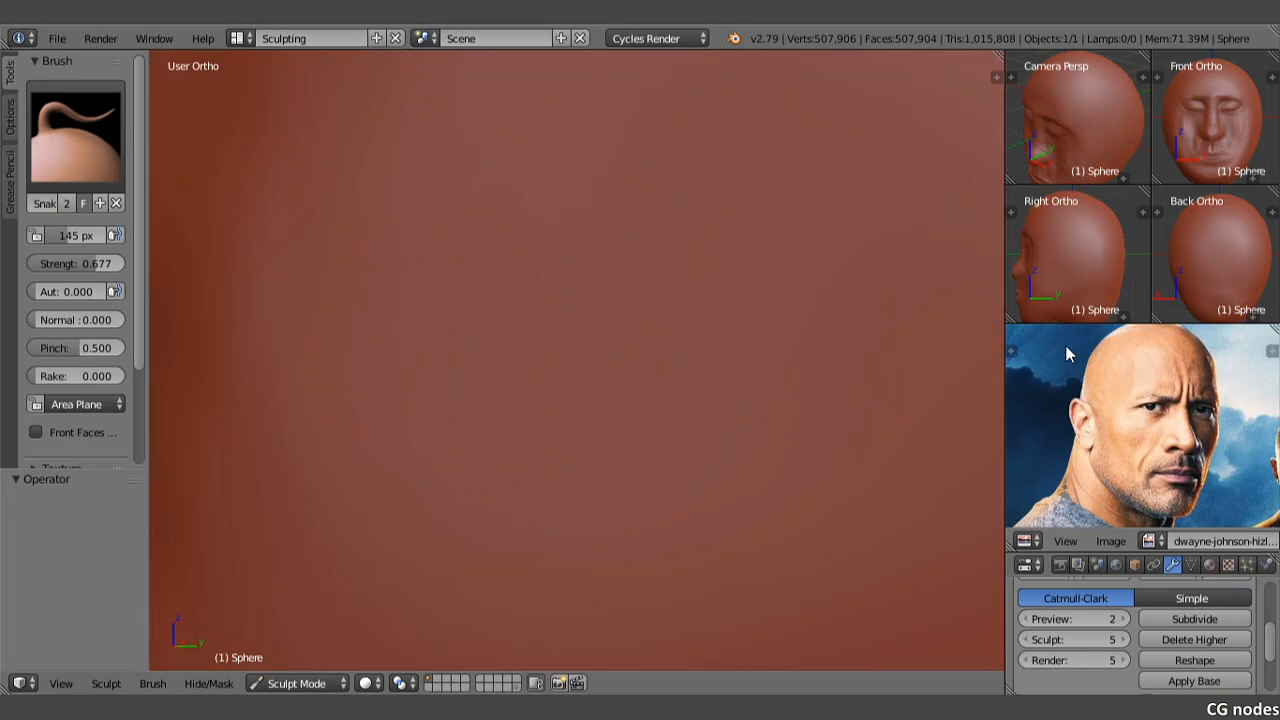 File Render Window Help Sculpting Scene Cycles Render v2.79 | Verts:507,906 | Faces:507,904 | Tris:1,015,808 | Objects:1/1 | Lamps:0/0 | Mem:71.39M | Sphere
Tools
Options
Grease Pencil
Brush
Snak 2 F
145 px
Strengt: 0.677
Aut: 0.000
Normal : 0.000
Pinch: 0.500
Rake: 0.000
Area Plane
Front Faces ...
Operator
User Ortho
z
y
(1) Sphere
View Sculpt Brush Hide/Mask Sculpt Mode
Camera Persp
z
y
(1) Sphere
Front Ortho
z
(1) Sphere
Right Ortho
z
y
(1) Sphere
Back Ortho
z
x
(1) Sphere
View Image dwayne-johnson-hizl...
Catmull-Clark Simple
Preview: 2 Subdivide
Sculpt: 5 Delete Higher
Render: 5 Reshape
Apply Base
CG nodes